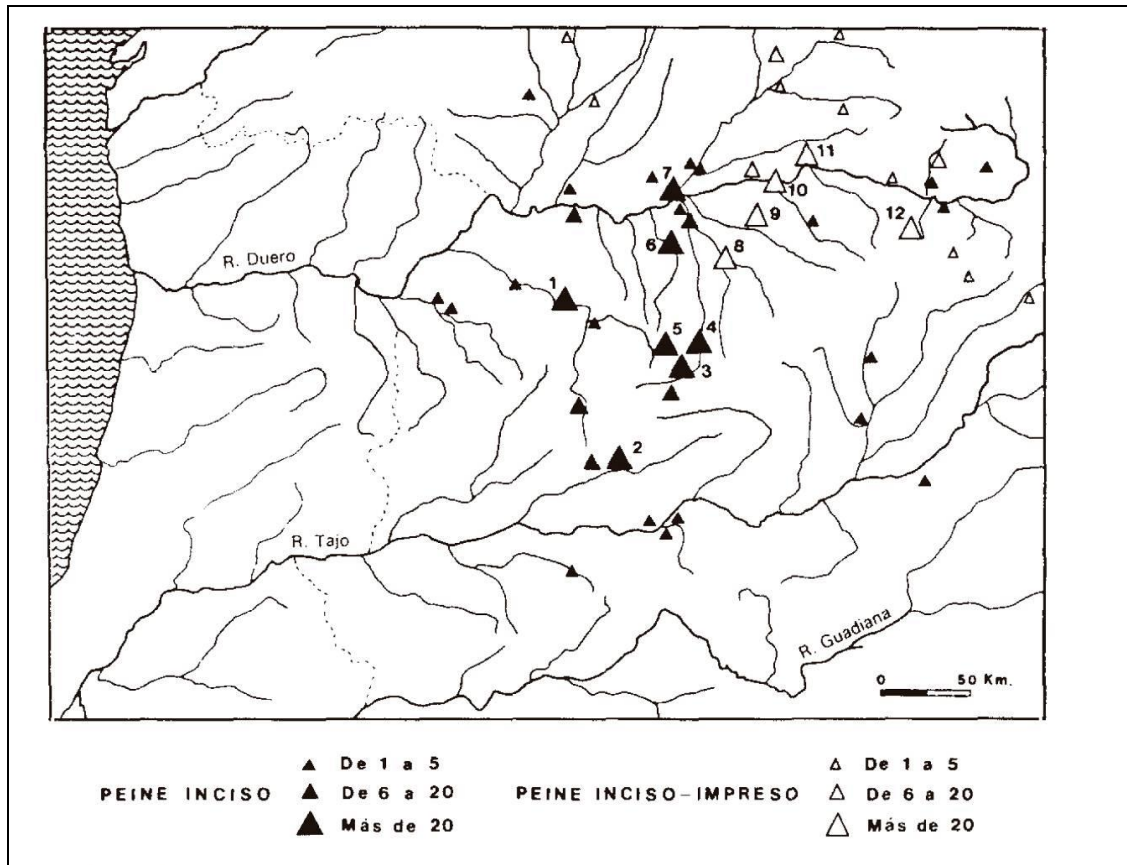 11
7
10
12
9
6
8
R. Duero
1
5
4
3
2
R. Tajo
R. Guadiana
0 50 Km.
De 1 a 5 De 1 a 5
PEINE INCISO De 6 a 20 PEINE INCISO-IMPRESO De 6 a 20
Más de 20 Más de 20